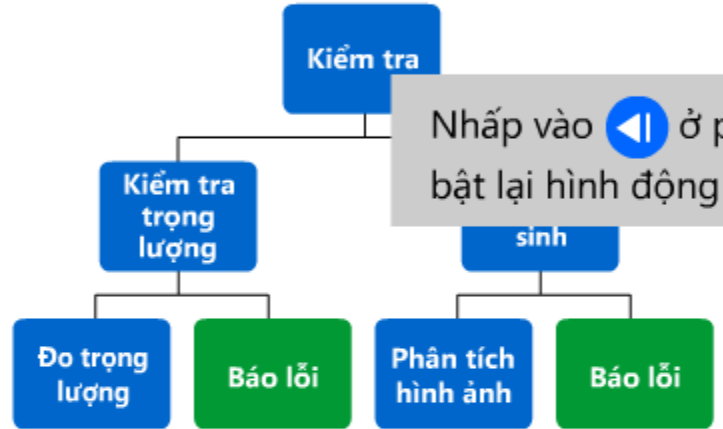 Kiểm tra
Nhấp vào ở
bật lại hình động
Kiểm tra
trọng
lượng
sinh
Đo trọng
lượng
Báo lỗi
Phân tích
hình ảnh
Báo lỗi